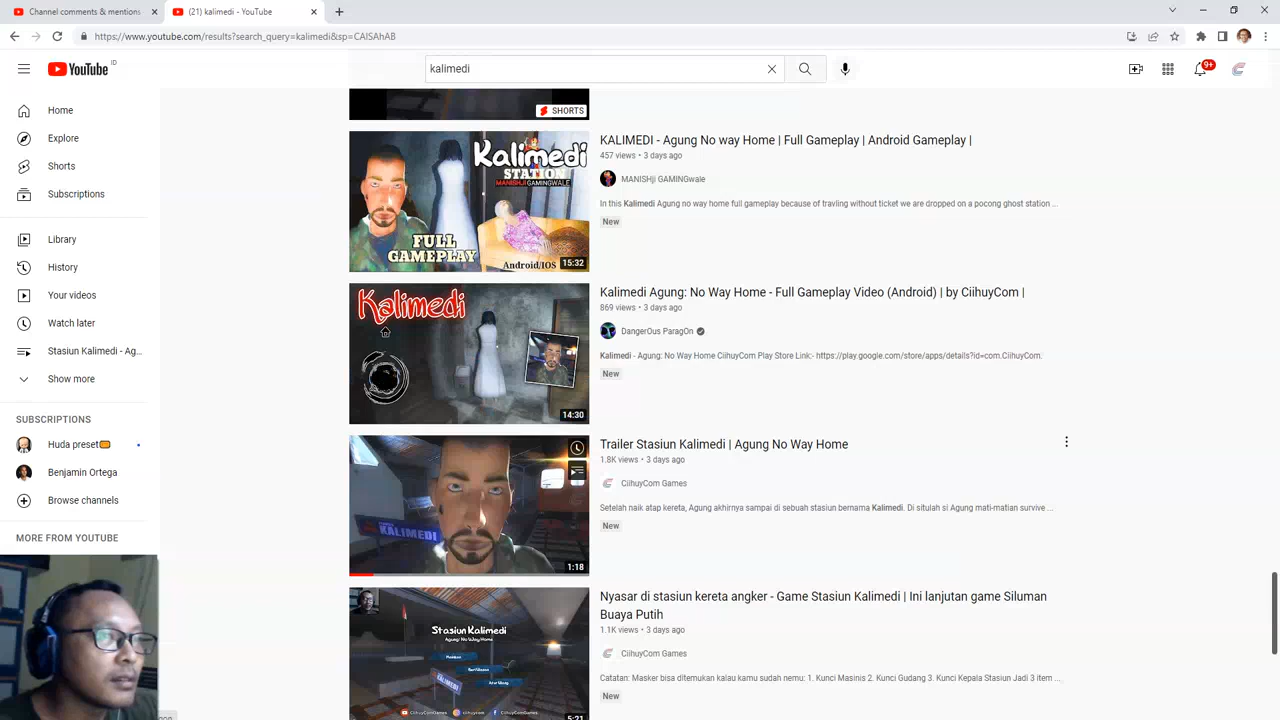 Channel comments & mentions
(21) kalimedi - YouTube
https://www.youtube.com/results?search_query=kalimedi&sp=CAISAhAB
YouTube ID
kalimedi
9+
Home
Explore
Shorts
Subscriptions
Library
History
Your videos
Watch later
Stasiun Kalimedi - Ag...
Show more
SUBSCRIPTIONS
Huda preset
Benjamin Ortega
Browse channels
MORE FROM YOUTUBE
SHORTS
Kalimedi
STATION
MANISHJI GAMINGWALE
FULL
GAMEPLAY
Android/IOS
15:32
KALIMEDI - Agung No way Home | Full Gameplay | Android Gameplay |
457 views • 3 days ago
MANISHji GAMINGwale
In this Kalimedi Agung no way home full gameplay because of travling without ticket we are dropped on a pocong ghost station ...
New
Kalimedi
14:30
Kalimedi Agung: No Way Home - Full Gameplay Video (Android) | by CiihuyCom |
869 views • 3 days ago
DangerOus ParagOn
Kalimedi - Agung: No Way Home CiihuyCom Play Store Link:- https://play.google.com/store/apps/details?id=com.CiihuyCom.
New
KALIMEDI
1:18
Trailer Stasiun Kalimedi | Agung No Way Home
1.8K views • 3 days ago
CiihuyCom Games
Setelah naik atap kereta, Agung akhirnya sampai di sebuah stasiun bernama Kalimedi. Di situlah si Agung mati-matian survive ...
New
Stasiun Kalimedi
Agung: No Way Home
KALIMEDI
CiihuyComGames
ciihuycom
CiihuyComGames
5:21
Nyasar di stasiun kereta angker - Game Stasiun Kalimedi | Ini lanjutan game Siluman
Buaya Putih
1.1K views • 3 days ago
CiihuyCom Games
Catatan: Masker bisa ditemukan kalau kamu sudah nemu: 1. Kunci Masinis 2. Kunci Gudang 3. Kunci Kepala Stasiun Jadi 3 item ...
New